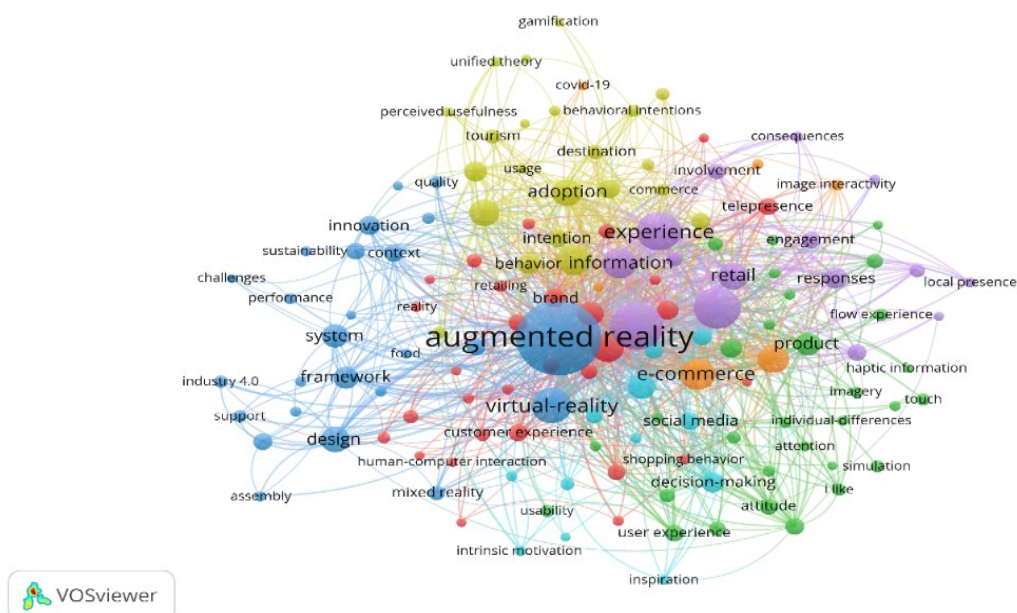 gamification
unified theory
covid-19
perceived usefulness
behavioral intentions
tourism
consequences
destination
usage
involvement
quality
adoption
commerce
image interactivity
telepresence
innovation
experience
intention
engagement
sustainability
context
behavior
information
challenges
retailing
retail
responses
local presence
performance
brand
reality
flow experience
system
augmented reality
product
food
haptic information
industry 4.0
framework
e-commerce
imagery
touch
support
virtual-reality
social media
individual-differences
design
customer experience
attention
human-computer interaction
shopping behavior
simulation
assembly
mixed reality
decision-making
i like
usability
attitude
user experience
intrinsic motivation
inspiration
VOSviewer